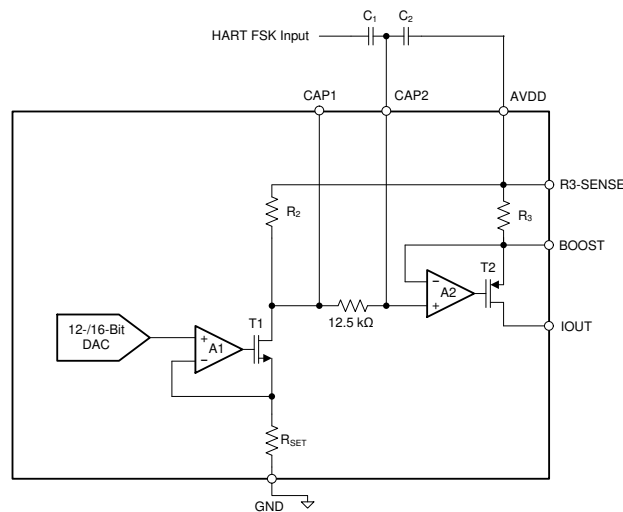 C1 C2
HART FSK Input
CAP1 CAP2 AVDD
R3-SENSE
R2 R3
BOOST
T2
− A2 +
12.5 kΩ
IOUT
T1
12-/16-Bit
DAC
+ A1 −
RSET
GND